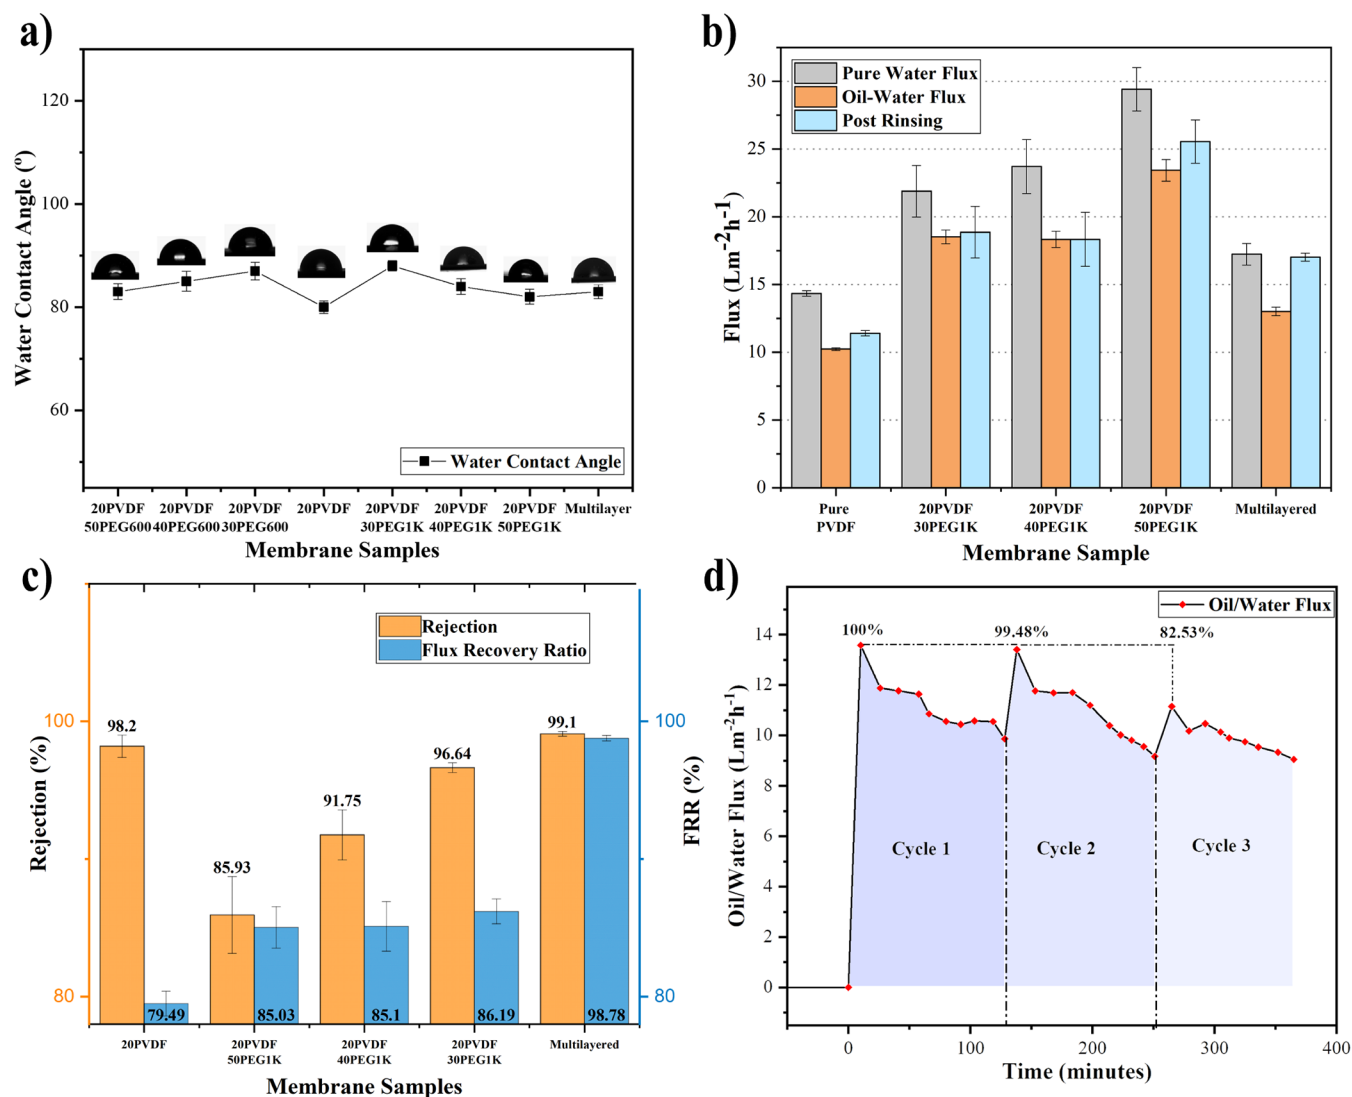 a)
Water Contact Angle (º)
120
100
80
60
Water Contact Angle
20PVDF 20PVDF 20PVDF 20PVDF 20PVDF 20PVDF 20PVDF Multilayer
50PEG600 40PEG600 30PEG600 30PEG1K 40PEG1K 50PEG1K
Membrane Samples
b)
Flux (Lm⁻²h⁻¹)
30
25
20
15
10
5
0
Pure Water Flux
Oil-Water Flux
Post Rinsing
Pure 20PVDF 20PVDF 20PVDF Multilayered
PVDF 30PEG1K 40PEG1K 50PEG1K
Membrane Sample
c)
Rejection (%)
100
80
Rejection
Flux Recovery Ratio
98.2
85.93
91.75
96.64
99.1
79.49
85.03
85.1
86.19
98.78
100
80
FRR (%)
20PVDF 20PVDF 20PVDF 20PVDF Multilayered
50PEG1K 40PEG1K 30PEG1K
Membrane Samples
d)
Oil/Water Flux (Lm⁻²h⁻¹)
14
12
10
8
6
4
2
0
Oil/Water Flux
100% 99.48% 82.53%
Cycle 1 Cycle 2 Cycle 3
0 100 200 300 400
Time (minutes)